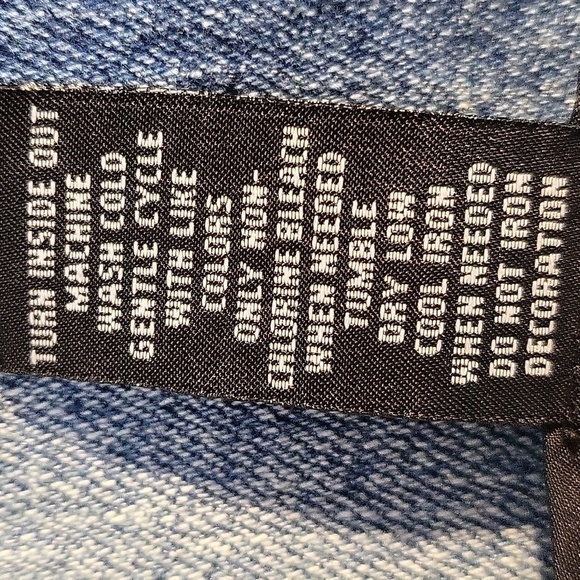 TURN INSIDE OUT
MACHINE
WASH COLD
GENTLE CYCLE
WITH LIKE
COLORS
ONLY NON-
CHLORINE BLEACH
WHEN NEEDED
TUMBLE
DRY LOW
COOL IRON
WHEN NEEDED
DO NOT IRON
DECORATION